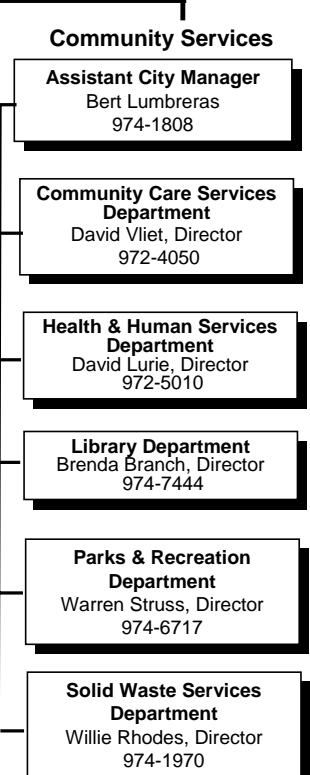 Community Services
Assistant City Manager
Bert Lumbreras
974-1808
Community Care Services
Department
David Vliet, Director
972-4050
Health & Human Services
Department
David Lurie, Director
972-5010
Library Department
Brenda Branch, Director
974-7444
Parks & Recreation
Department
Warren Struss, Director
974-6717
Solid Waste Services
Department
Willie Rhodes, Director
974-1970